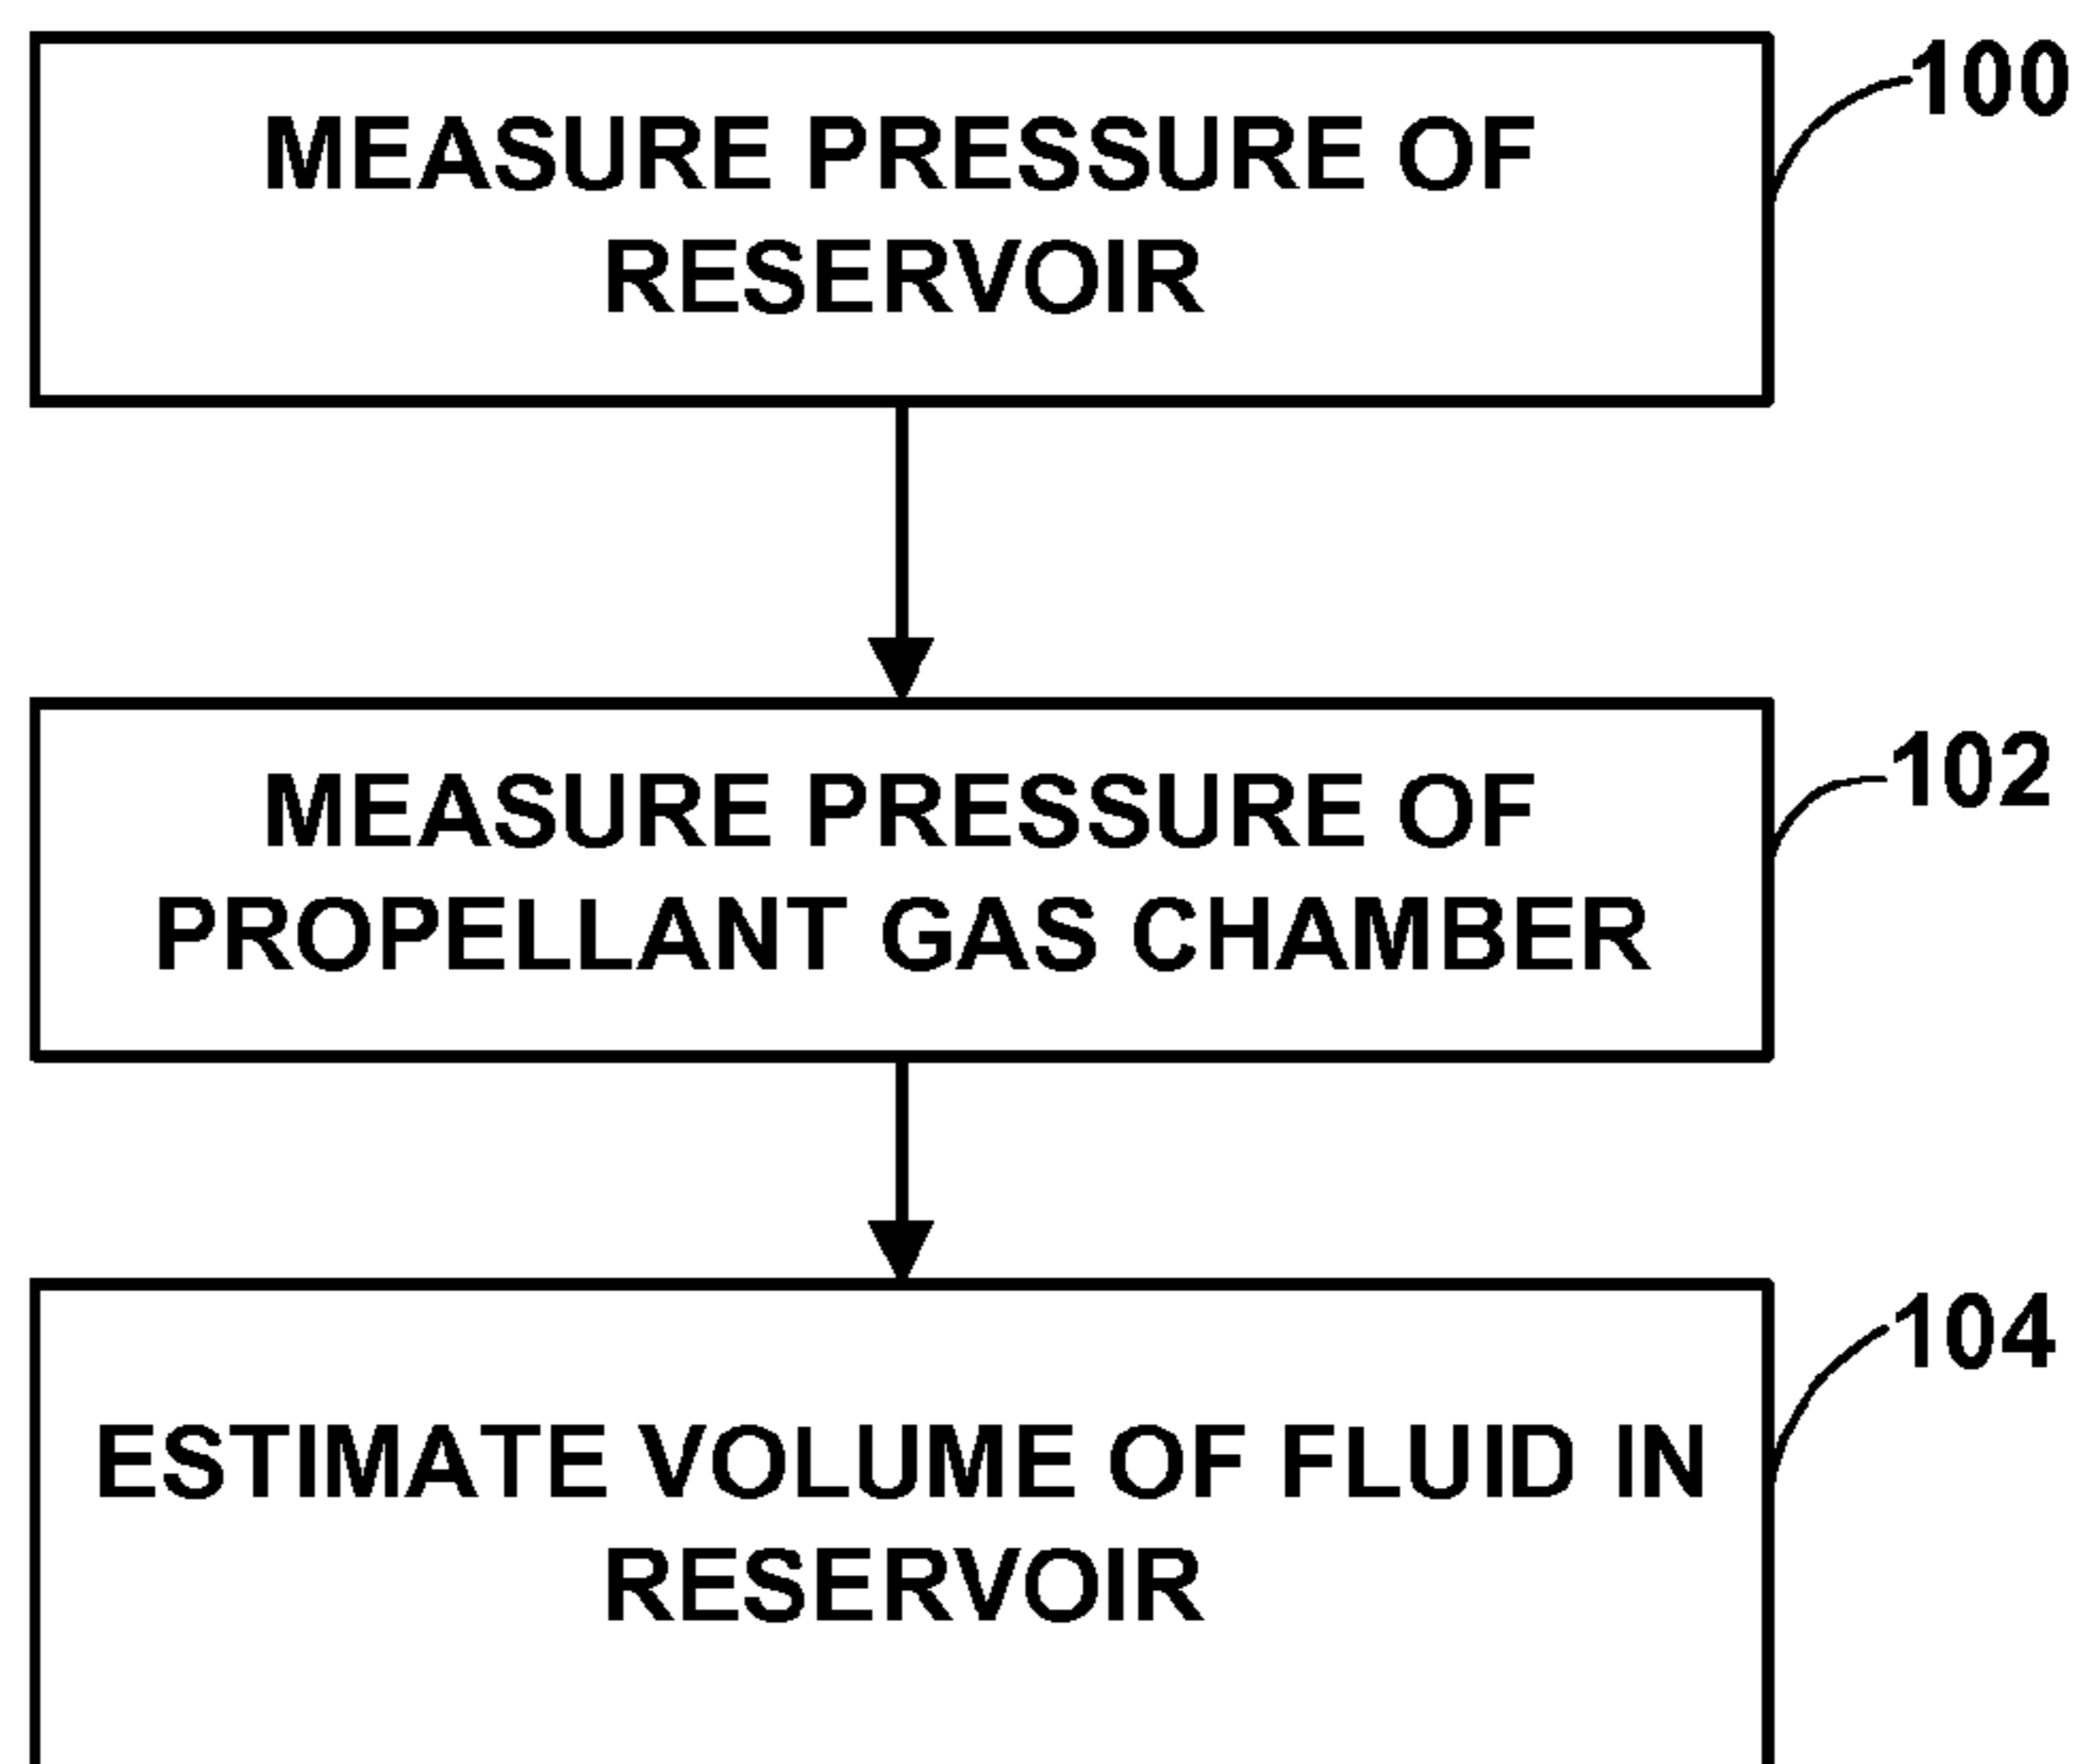 100
MEASURE PRESSURE OF
RESERVOIR
102
MEASURE PRESSURE OF
PROPELLANT GAS CHAMBER
104
ESTIMATE VOLUME OF FLUID IN
RESERVOIR